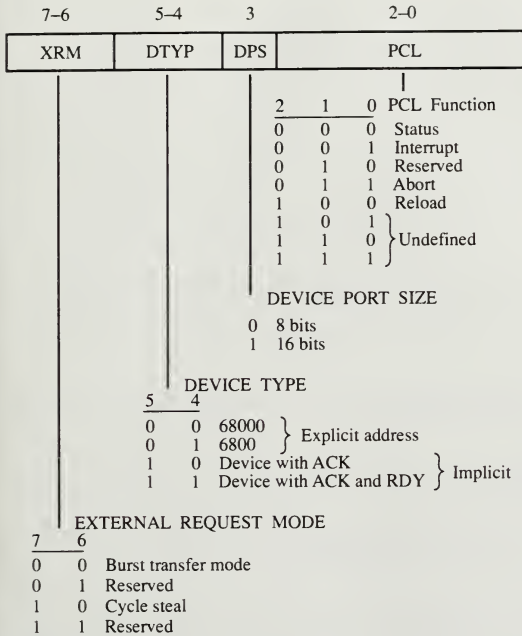 7–6 5–4 3 2–0
XRM DTYP DPS PCL
2 1 0 PCL Function
0 0 0 Status
0 0 1 Interrupt
0 1 0 Reserved
0 1 1 Abort
1 0 0 Reload
1 0 1
1 1 0 Undefined
1 1 1
DEVICE PORT SIZE
0 8 bits
1 16 bits
DEVICE TYPE
5 4
0 0 68000
0 1 6800
Explicit address
1 0 Device with ACK
1 1 Device with ACK and RDY
Implicit
EXTERNAL REQUEST MODE
7 6
0 0 Burst transfer mode
0 1 Reserved
1 0 Cycle steal
1 1 Reserved